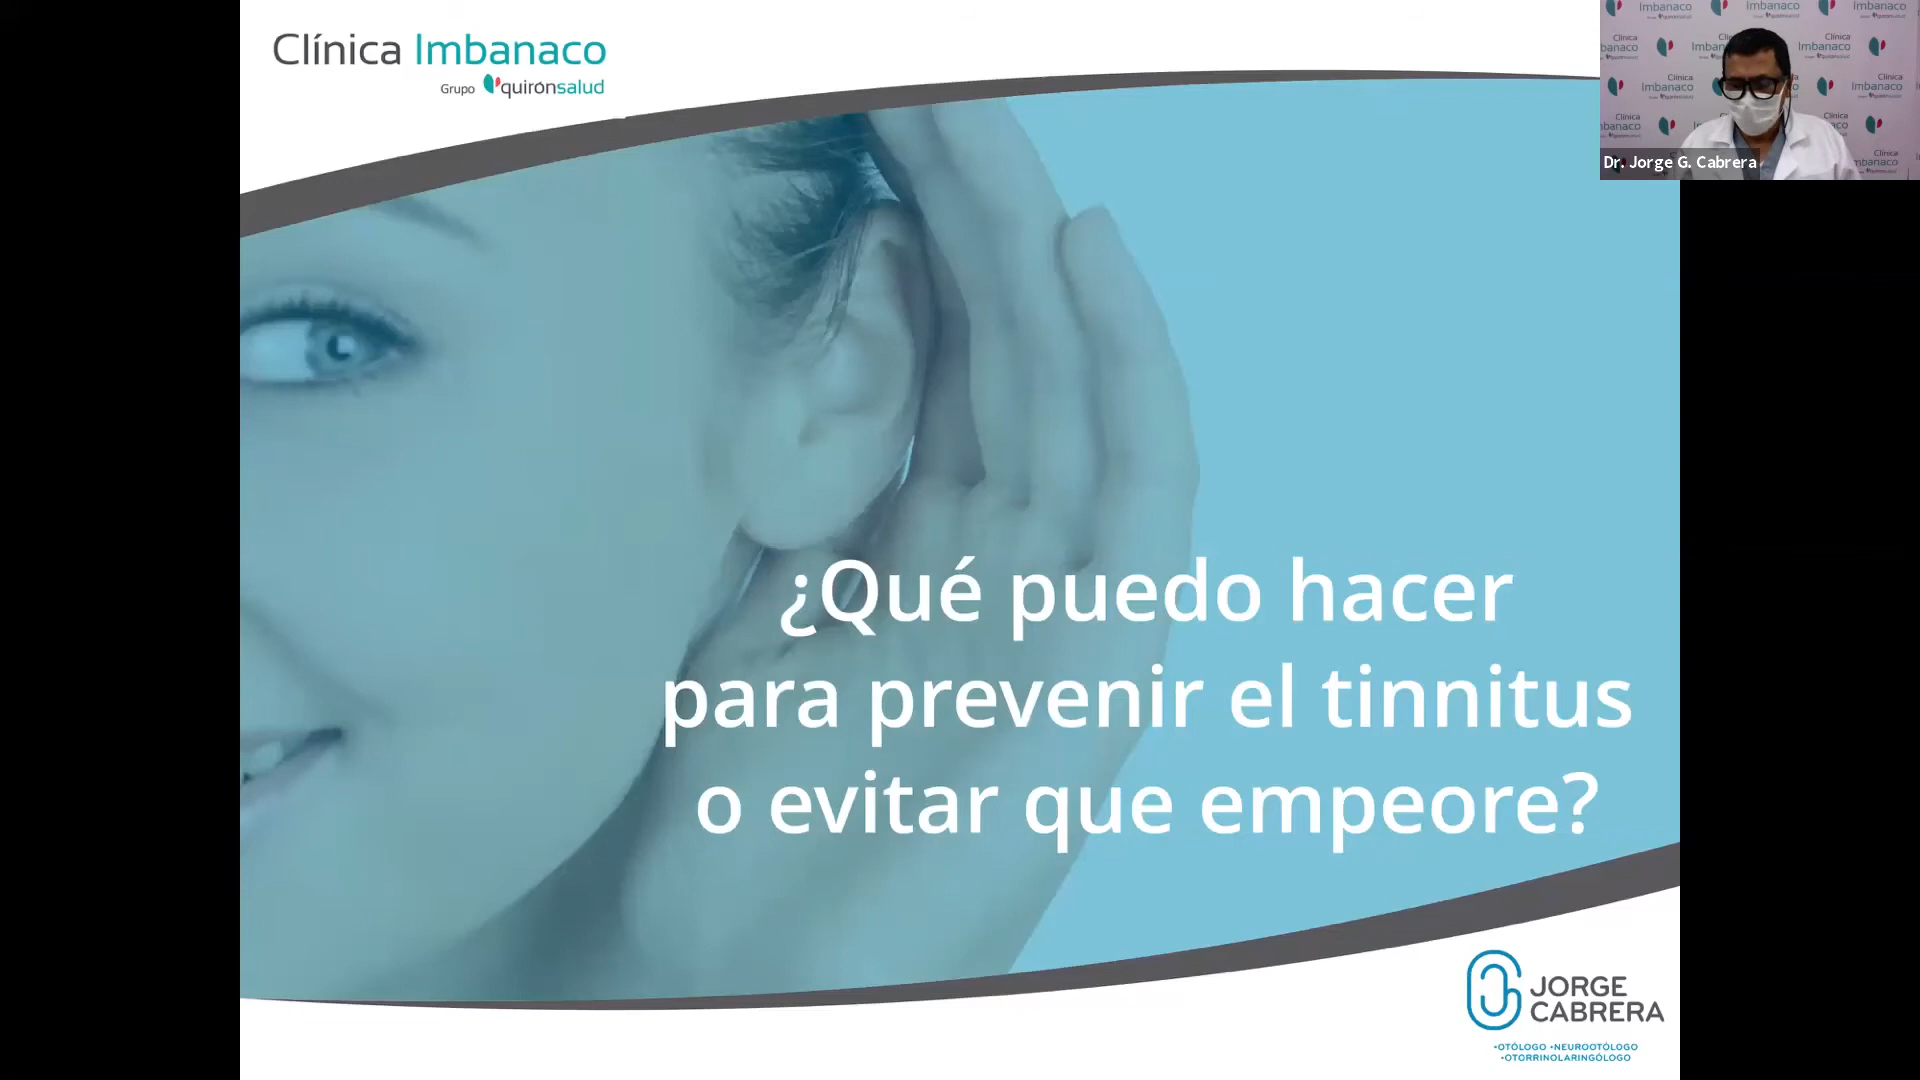 Clínica Imbanaco
Grupo quirónsalud
Dr. Jorge G. Cabrera
¿Qué puedo hacer
para prevenir el tinnitus
o evitar que empeore?
JORGE
CABRERA
•OTÓLOGO •NEUROOTÓLOGO
•OTORRINOLARINGÓLOGO